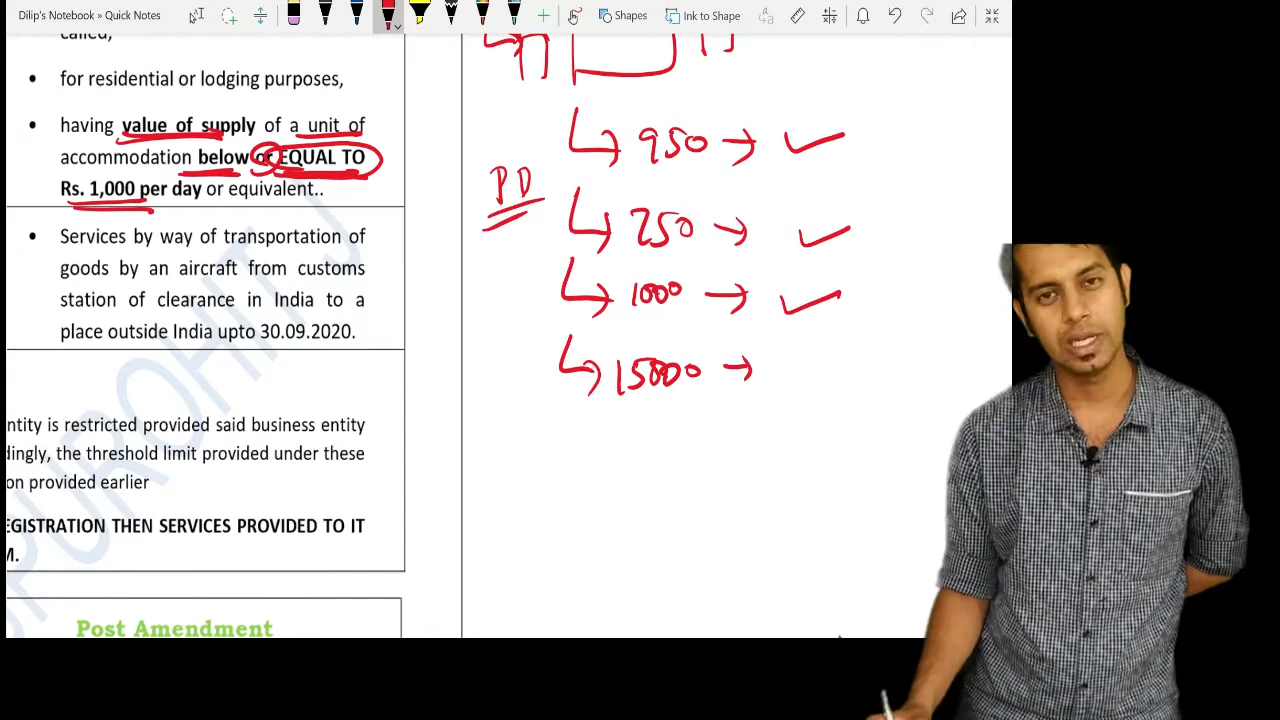 Dilip's Notebook » Quick Notes
Shapes
Ink to Shape
called,
• for residential or lodging purposes,
• having value of supply of a unit of
accommodation below or EQUAL TO
Rs. 1,000 per day or equivalent..
• Services by way of transportation of
goods by an aircraft from customs
station of clearance in India to a
place outside India upto 30.09.2020.
entity is restricted provided said business entity
dingly, the threshold limit provided under these
on provided earlier
EGISTRATION THEN SERVICES PROVIDED TO IT
M.
Post Amendment
PUROHIT J
PD
950 → ✓
250 → ✓
1000 → ✓
15000 →